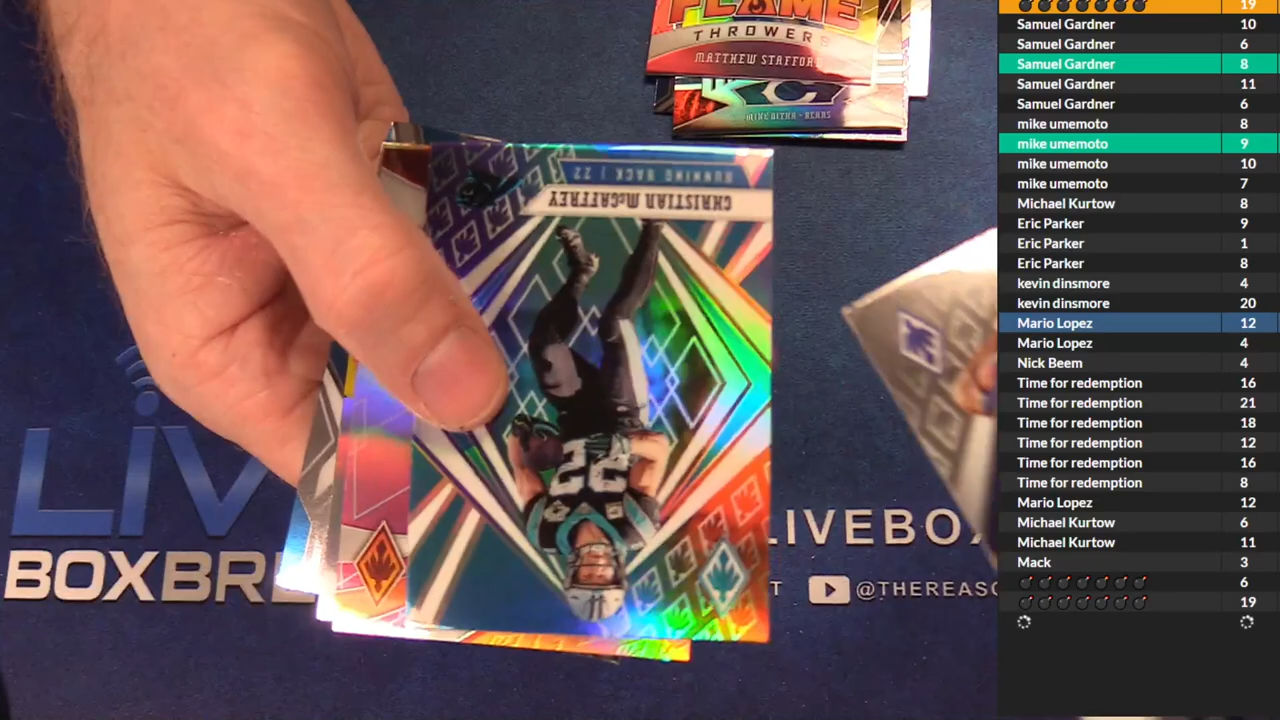 FLAME
THROWERS
MATTHEW STAFFORD
MIKE DITKA - BEARS
RUNNING BACK | 22
CHRISTIAN McCAFFREY
22
LiV
BOXBRE
LIVEBOX
T @THEREASO
19
Samuel Gardner 10
Samuel Gardner 6
Samuel Gardner 8
Samuel Gardner 11
Samuel Gardner 6
mike umemoto 8
mike umemoto 9
mike umemoto 10
mike umemoto 7
Michael Kurtow 8
Eric Parker 9
Eric Parker 1
Eric Parker 8
kevin dinsmore 4
kevin dinsmore 20
Mario Lopez 12
Mario Lopez 4
Nick Beem 4
Time for redemption 16
Time for redemption 21
Time for redemption 18
Time for redemption 12
Time for redemption 16
Time for redemption 8
Mario Lopez 12
Michael Kurtow 6
Michael Kurtow 11
Mack 3
6
19